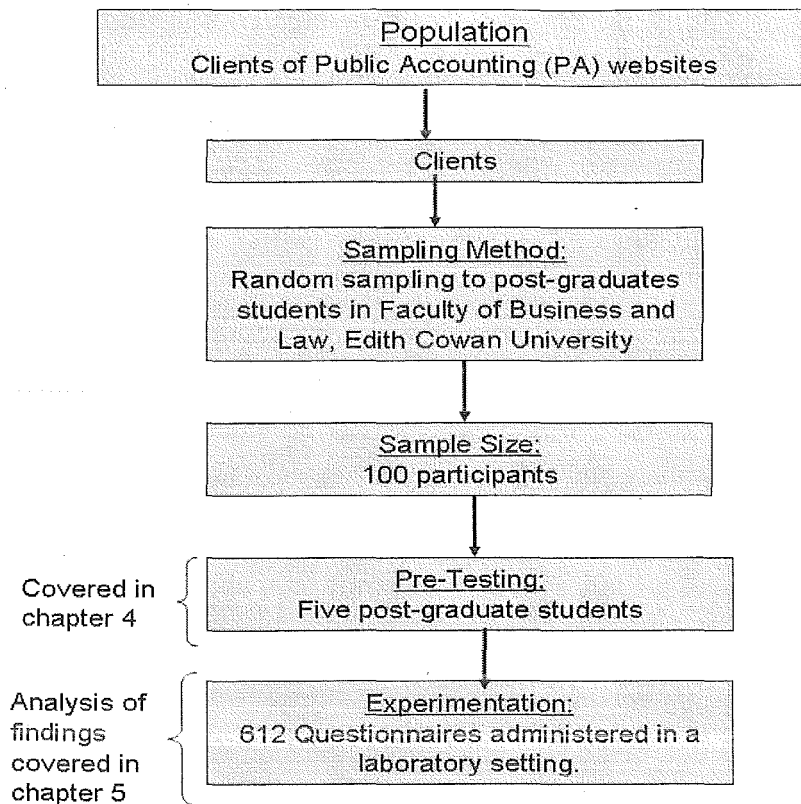 Population
Clients of Public Accounting (PA) websites
Clients
Sampling Method:
Random sampling to post-graduates
students in Faculty of Business and
Law, Edith Cowan University
Sample Size:
100 participants
Covered in
chapter 4
Pre-Testing:
Five post-graduate students
Analysis of
findings
covered in
chapter 5
Experimentation:
612 Questionnaires administered in a
laboratory setting.